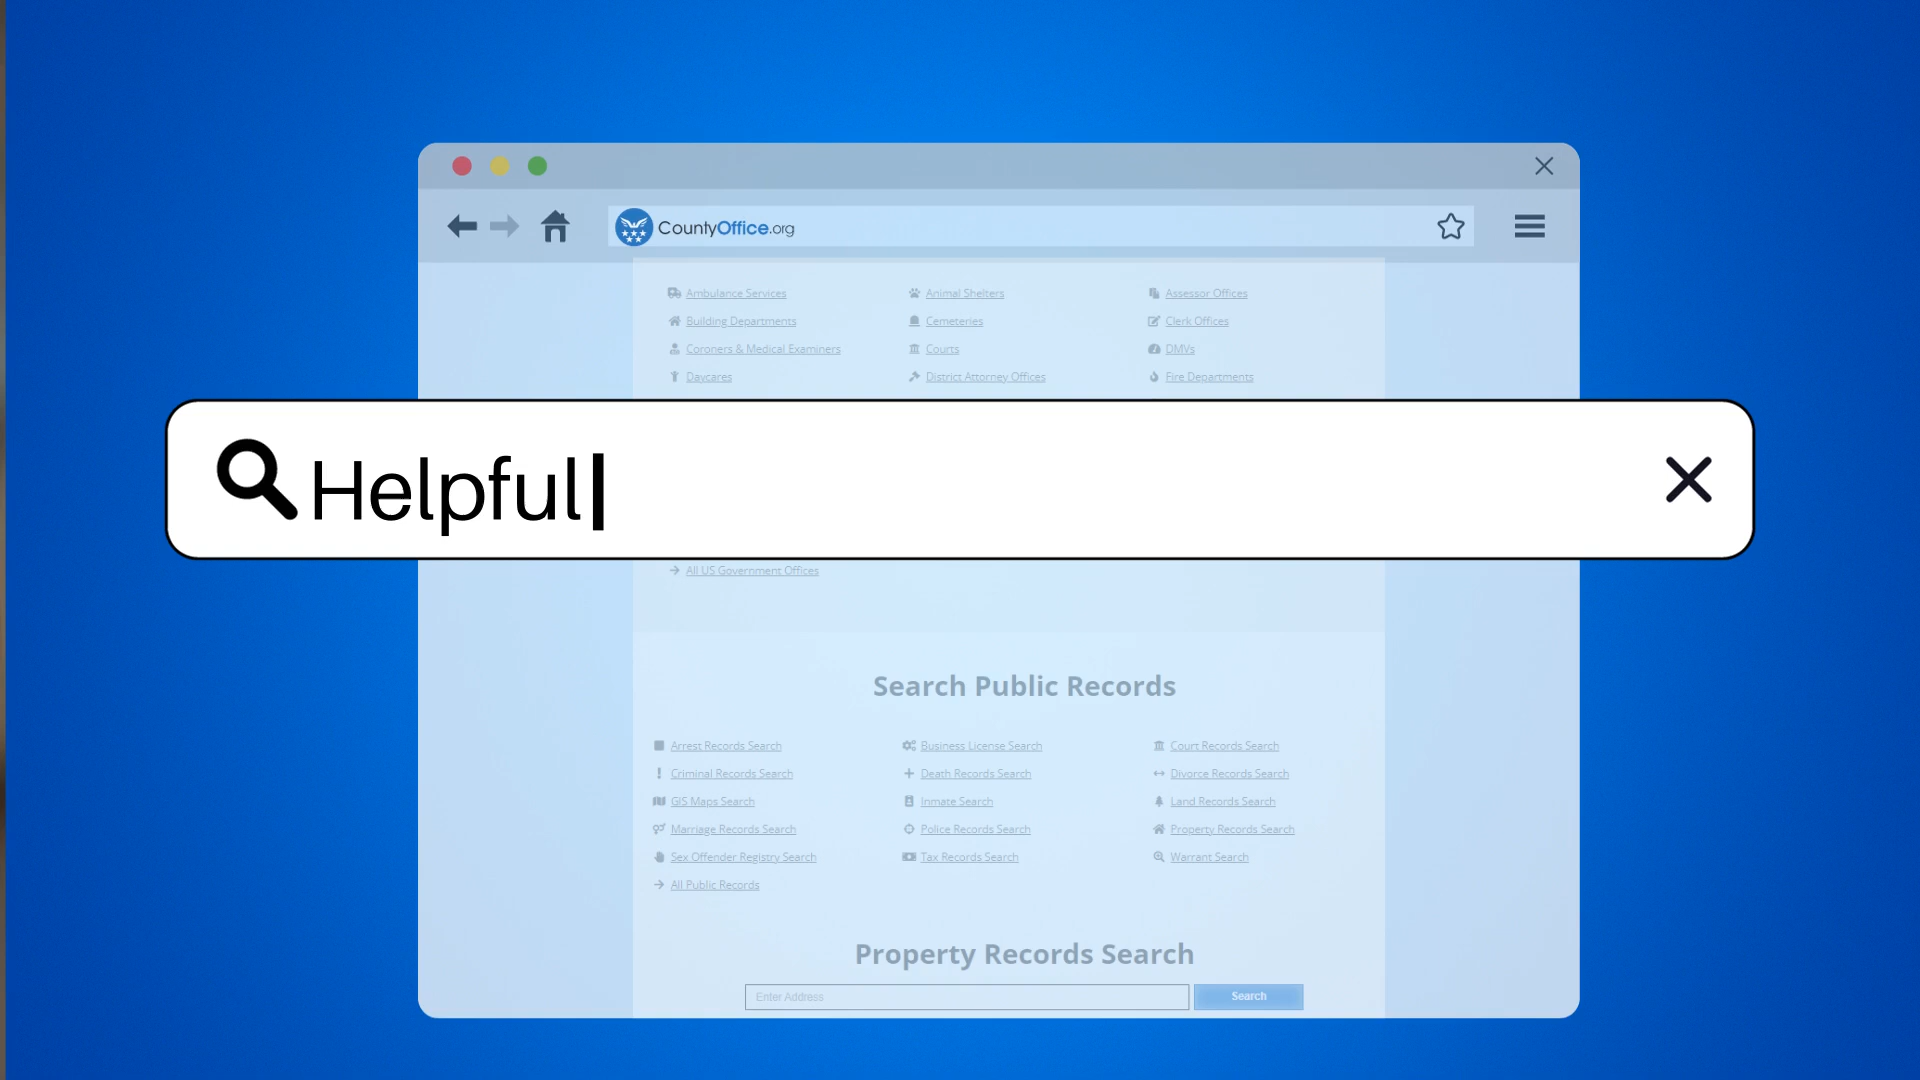 CountyOffice.org
Ambulance Services Animal Shelters Assessor Offices
Building Departments Cemeteries Clerk Offices
Coroners & Medical Examiners Courts DMVs
Daycares District Attorney Offices Fire Departments
Helpful
All US Government Offices
Search Public Records
Arrest Records Search Business License Search Court Records Search
Criminal Records Search Death Records Search Divorce Records Search
GIS Maps Search Inmate Search Land Records Search
Marriage Records Search Police Records Search Property Records Search
Sex Offender Registry Search Tax Records Search Warrant Search
All Public Records
Property Records Search
Enter Address Search